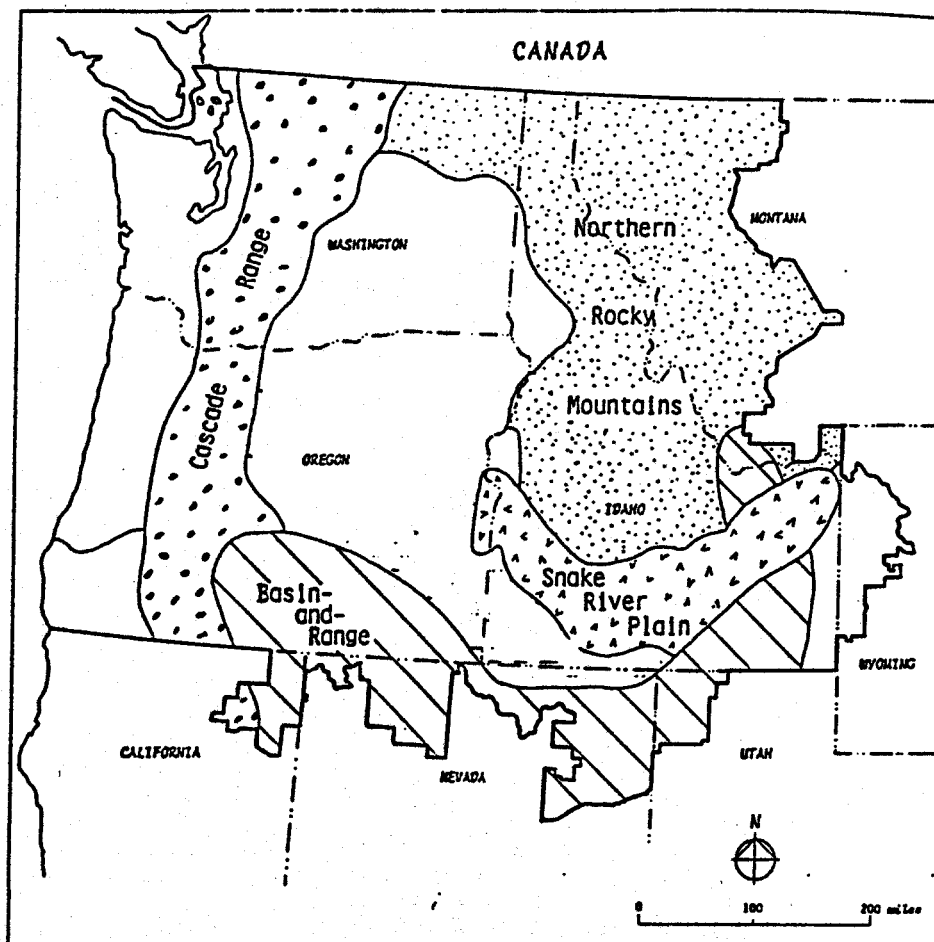 CANADA
WASHINGTON
MONTANA
Northern
Rocky
Mountains
Cascade Range
OREGON
IDAHO
Snake
River
Plain
Basin-
and-
Range
WYOMING
CALIFORNIA
NEVADA
UTAH
N
0 100 200 miles